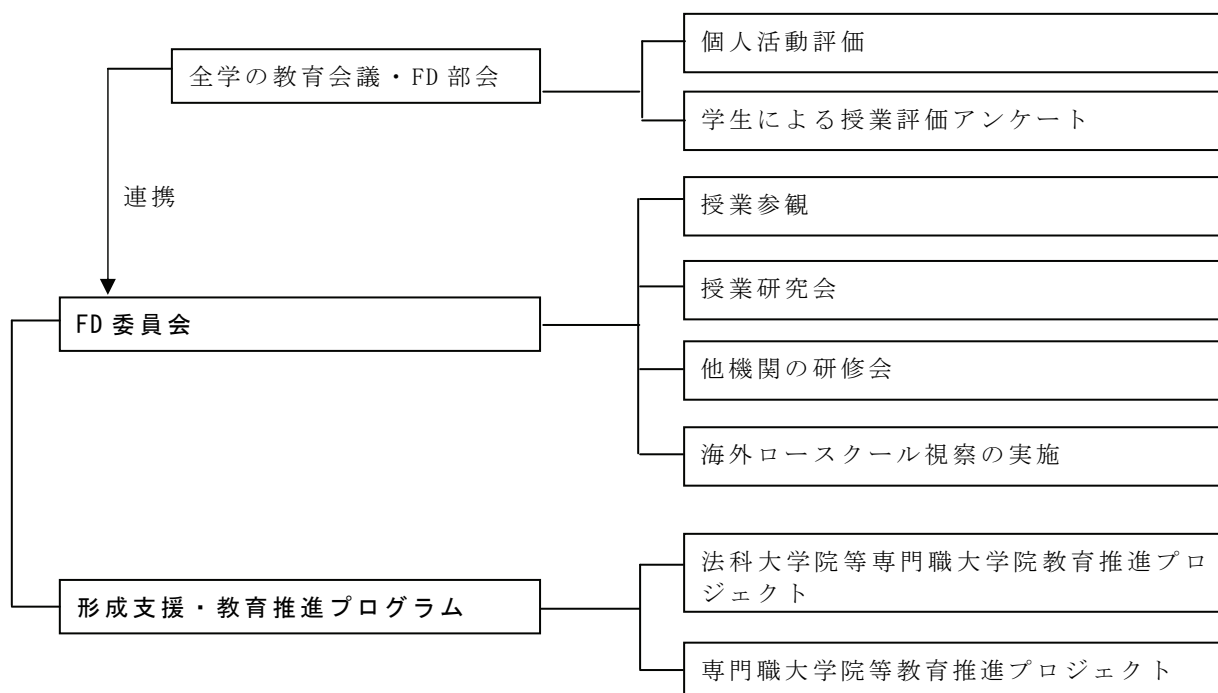 個人活動評価
全学の教育会議・FD部会
学生による授業評価アンケート
連携
授業参観
授業研究会
FD委員会
他機関の研修会
海外ロースクール視察の実施
法科大学院等専門職大学院教育推進プロ
ジェクト
形成支援・教育推進プログラム
専門職大学院等教育推進プロジェクト